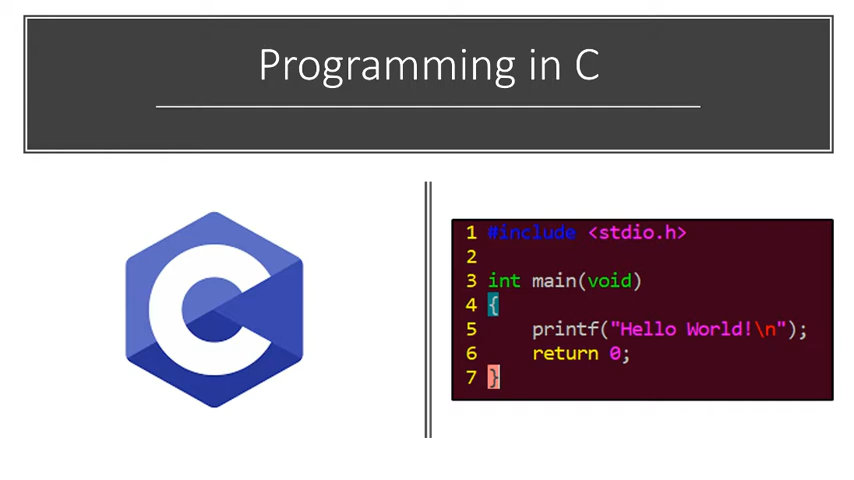 Programming in C
C
1 #include <stdio.h>
2
3 int main(void)
4 {
5     printf("Hello World!\n");
6     return 0;
7 }